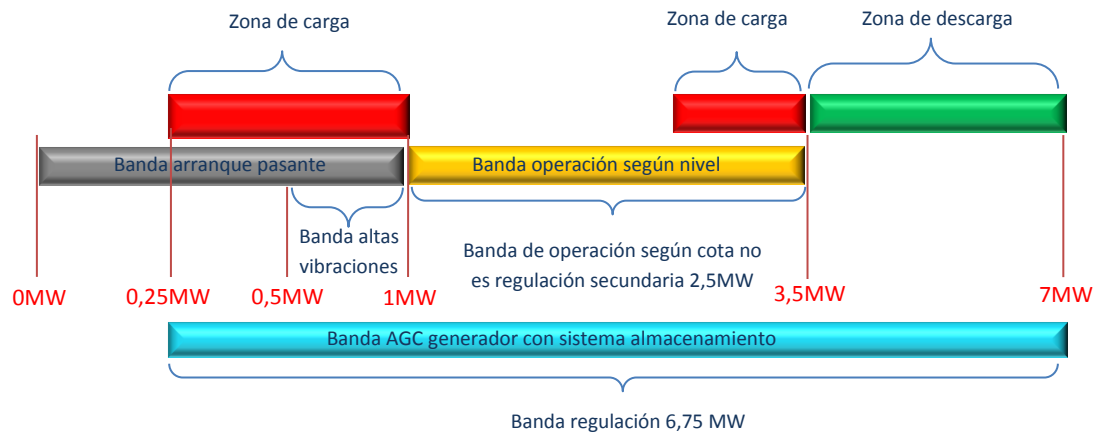 Zona de carga
Zona de carga
Zona de descarga
Banda arranque pasante
Banda operación según nivel
Banda altas
vibraciones
Banda de operación según cota no
es regulación secundaria 2,5MW
0MW
0,25MW
0,5MW
1MW
3,5MW
7MW
Banda AGC generador con sistema almacenamiento
Banda regulación 6,75 MW